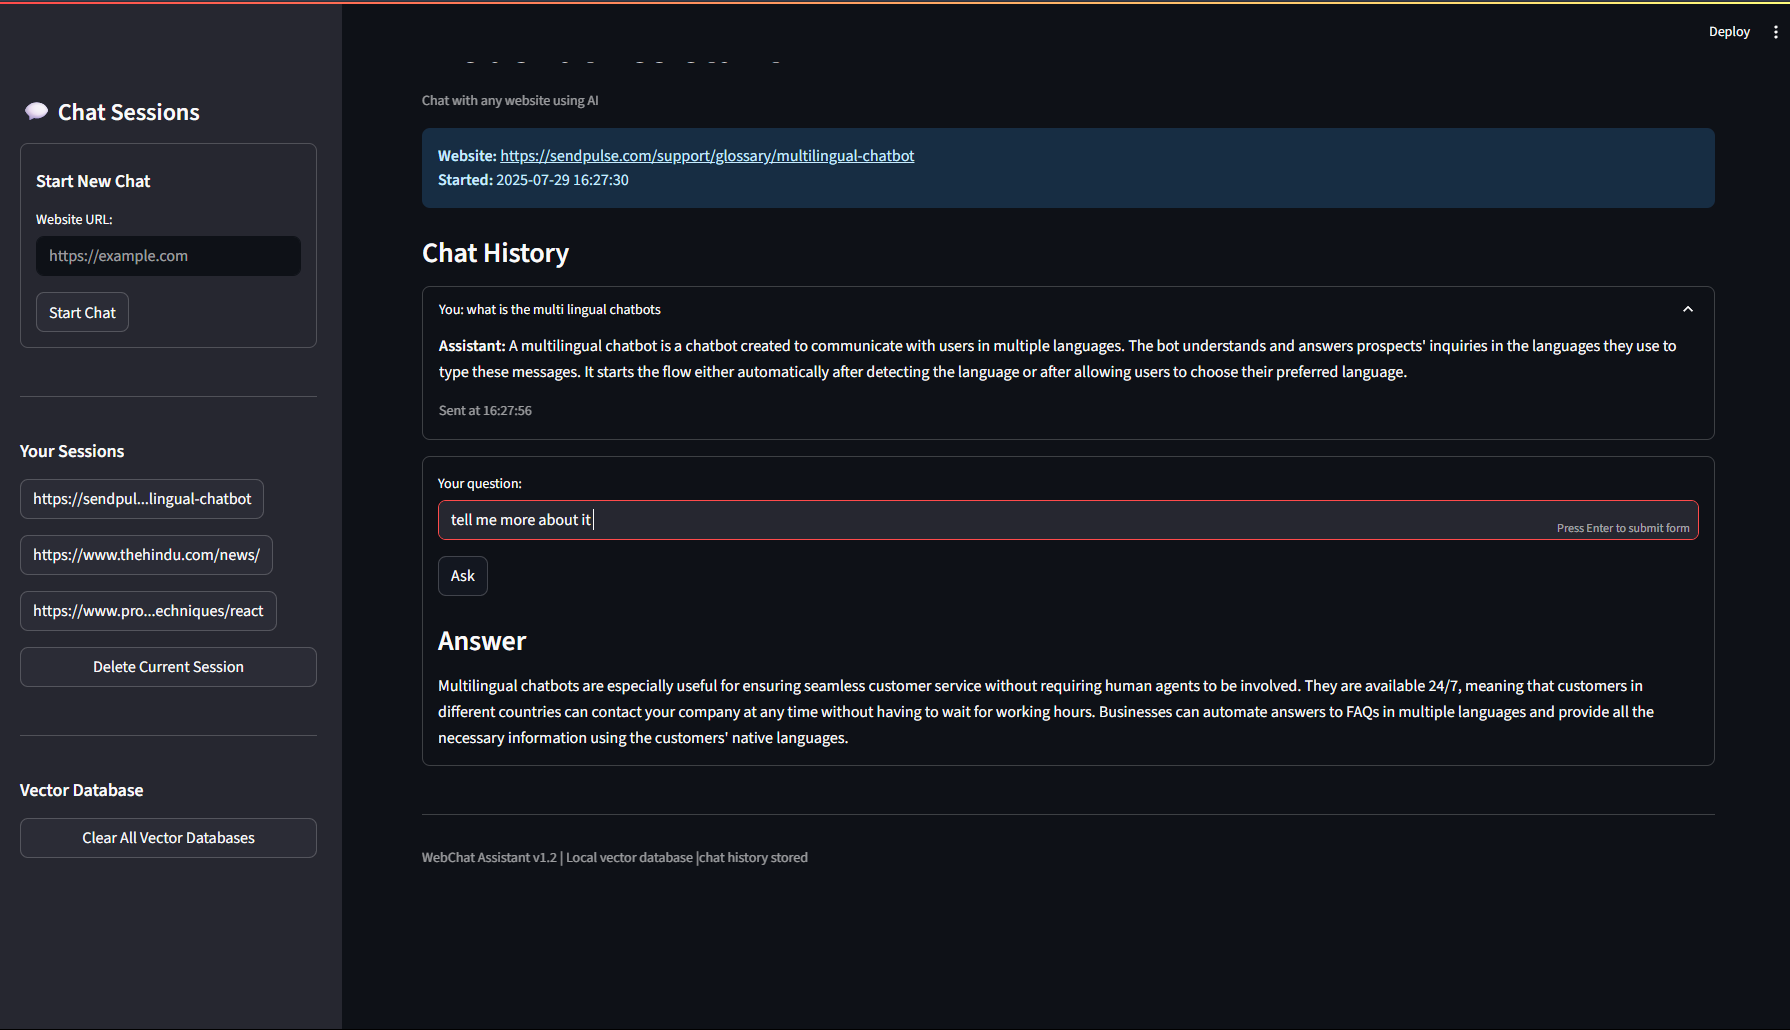 Deploy
Chat Sessions
Start New Chat
Website URL:
https://example.com
Start Chat
Your Sessions
https://sendpul...lingual-chatbot
https://www.thehindu.com/news/
https://www.pro...echniques/react
Delete Current Session
Vector Database
Clear All Vector Databases
Chat with any website using AI
Website: https://sendpulse.com/support/glossary/multilingual-chatbot
Started: 2025-07-29 16:27:30
Chat History
You: what is the multi lingual chatbots
Assistant: A multilingual chatbot is a chatbot created to communicate with users in multiple languages. The bot understands and answers prospects' inquiries in the languages they use to
type these messages. It starts the flow either automatically after detecting the language or after allowing users to choose their preferred language.
Sent at 16:27:56
Your question:
tell me more about it
Press Enter to submit form
Ask
Answer
Multilingual chatbots are especially useful for ensuring seamless customer service without requiring human agents to be involved. They are available 24/7, meaning that customers in
different countries can contact your company at any time without having to wait for working hours. Businesses can automate answers to FAQs in multiple languages and provide all the
necessary information using the customers' native languages.
WebChat Assistant v1.2 | Local vector database |chat history stored